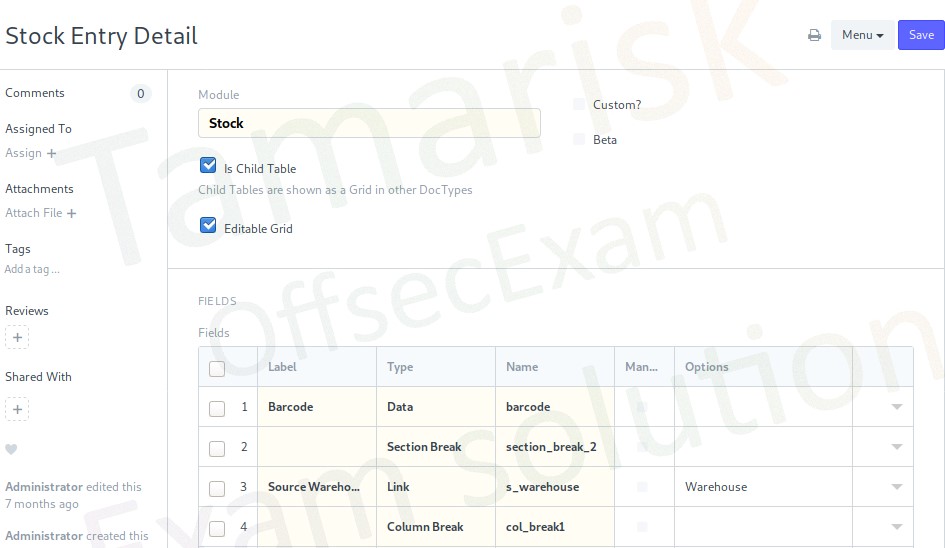 Stock Entry Detail
Menu
Save
Comments 0
Assigned To
Assign +
Attachments
Attach File +
Tags
Add a tag ...
Reviews
+
Shared With
+
Administrator edited this
7 months ago
Administrator created this
Module
Stock
Custom?
Beta
Is Child Table
Child Tables are shown as a Grid in other DocTypes
Editable Grid
FIELDS
Fields
Label Type Name Man... Options
1 Barcode Data barcode
2 Section Break section_break_2
3 Source Wareho... Link s_warehouse Warehouse
4 Column Break col_break1
Tamarisk
OffsecExam
Exam solution